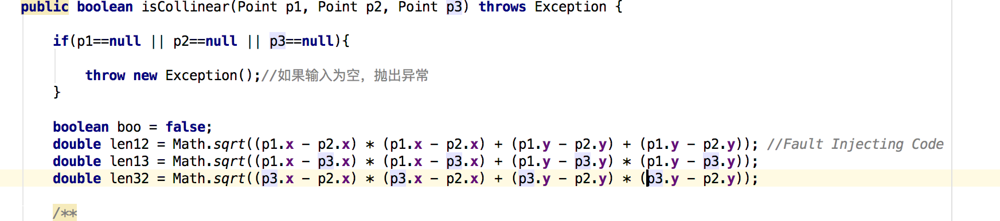 public boolean isCollinear(Point p1, Point p2, Point p3) throws Exception {
if(p1==null || p2==null || p3==null){
throw new Exception();//如果输入为空，抛出异常
}
boolean boo = false;
double len12 = Math.sqrt((p1.x - p2.x) * (p1.x - p2.x) + (p1.y - p2.y) + (p1.y - p2.y)); //Fault Injecting Code
double len13 = Math.sqrt((p1.x - p3.x) * (p1.x - p3.x) + (p1.y - p3.y) * (p1.y - p3.y));
double len32 = Math.sqrt((p3.x - p2.x) * (p3.x - p2.x) + (p3.y - p2.y) * (p3.y - p2.y));
/**